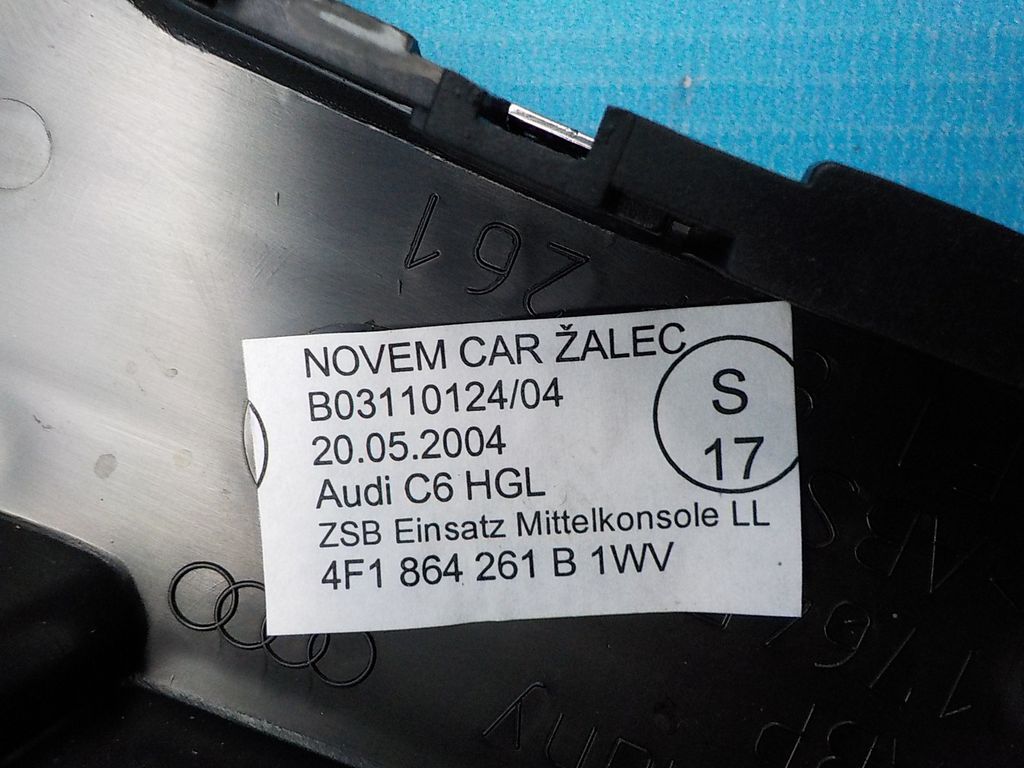 261
NOVEM CAR ŽALEC
B03110124/04
20.05.2004
Audi C6 HGL
ZSB Einsatz Mittelkonsole LL
4F1 864 261 B 1WV
S
17